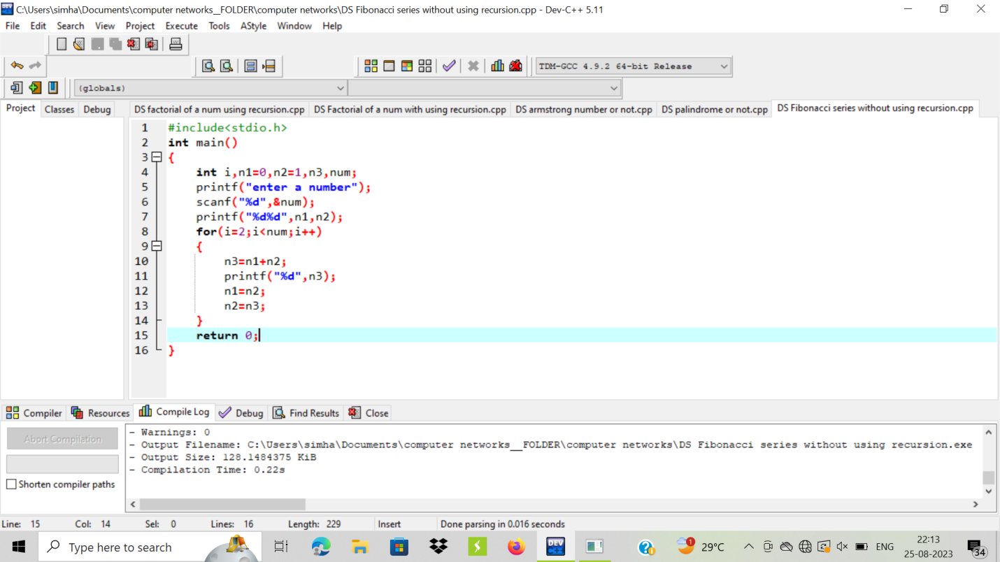 C:\Users\simha\Documents\computer networks__FOLDER\computer networks\DS Fibonacci series without using recursion.cpp - Dev-C++ 5.11
File Edit Search View Project Execute Tools AStyle Window Help
TDM-GCC 4.9.2 64-bit Release
(globals)
Project Classes Debug DS factorial of a num using recursion.cpp DS Factorial of a num with using recursion.cpp DS armstrong number or not.cpp DS palindrome or not.cpp DS Fibonacci series without using recursion.cpp
1 #include<stdio.h>
2 int main()
3 {
4 int i,n1=0,n2=1,n3,num;
5 printf("enter a number");
6 scanf("%d",&num);
7 printf("%d%d",n1,n2);
8 for(i=2;i<num;i++)
9 {
10 n3=n1+n2;
11 printf("%d",n3);
12 n1=n2;
13 n2=n3;
14 }
15 return 0;
16 }
Compiler Resources Compile Log Debug Find Results Close
Abort Compilation
Shorten compiler paths
- Warnings: 0
- Output Filename: C:\Users\simha\Documents\computer networks__FOLDER\computer networks\DS Fibonacci series without using recursion.exe
- Output Size: 128.1484375 KiB
- Compilation Time: 0.22s
Line: 15 Col: 14 Sel: 0 Lines: 16 Length: 229 Insert Done parsing in 0.016 seconds
Type here to search
DEV C++
1
29°C
ENG
22:13
25-08-2023
34